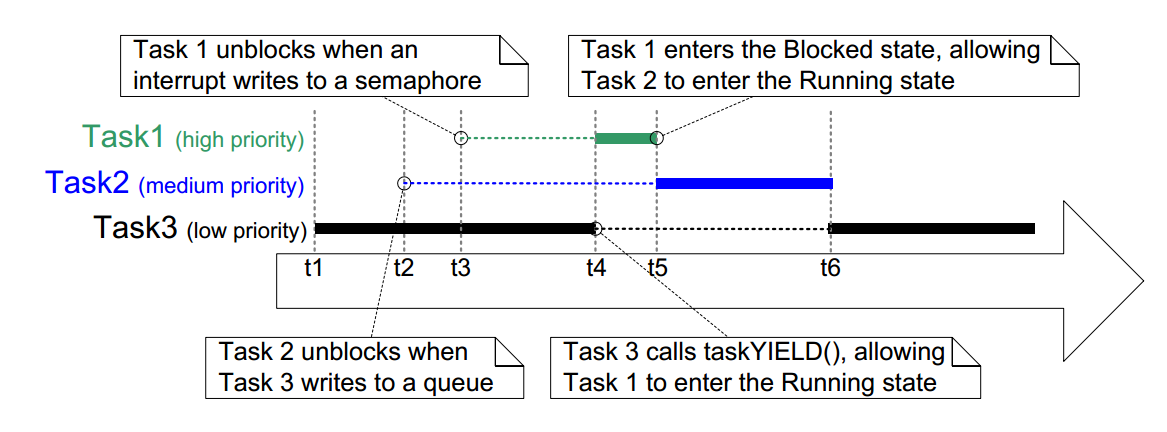 Task 1 unblocks when an
interrupt writes to a semaphore
Task 1 enters the Blocked state, allowing
Task 2 to enter the Running state
Task1 (high priority)
Task2 (medium priority)
Task3 (low priority)
t1 t2 t3 t4 t5 t6
Task 2 unblocks when
Task 3 writes to a queue
Task 3 calls taskYIELD(), allowing
Task 1 to enter the Running state